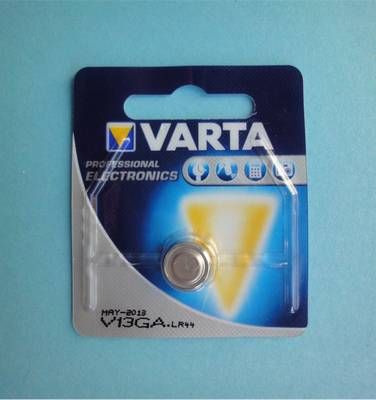 VARTA
PROFESSIONAL
ELECTRONICS
MAY-2013
V13GA.LR44